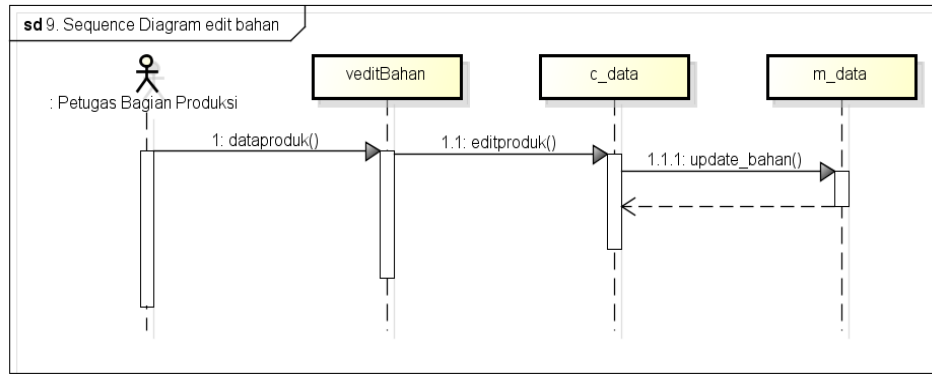 sd 9. Sequence Diagram edit bahan
: Petugas Bagian Produksi
veditBahan
c_data
m_data
1: dataproduk()
1.1: editproduk()
1.1.1: update_bahan()